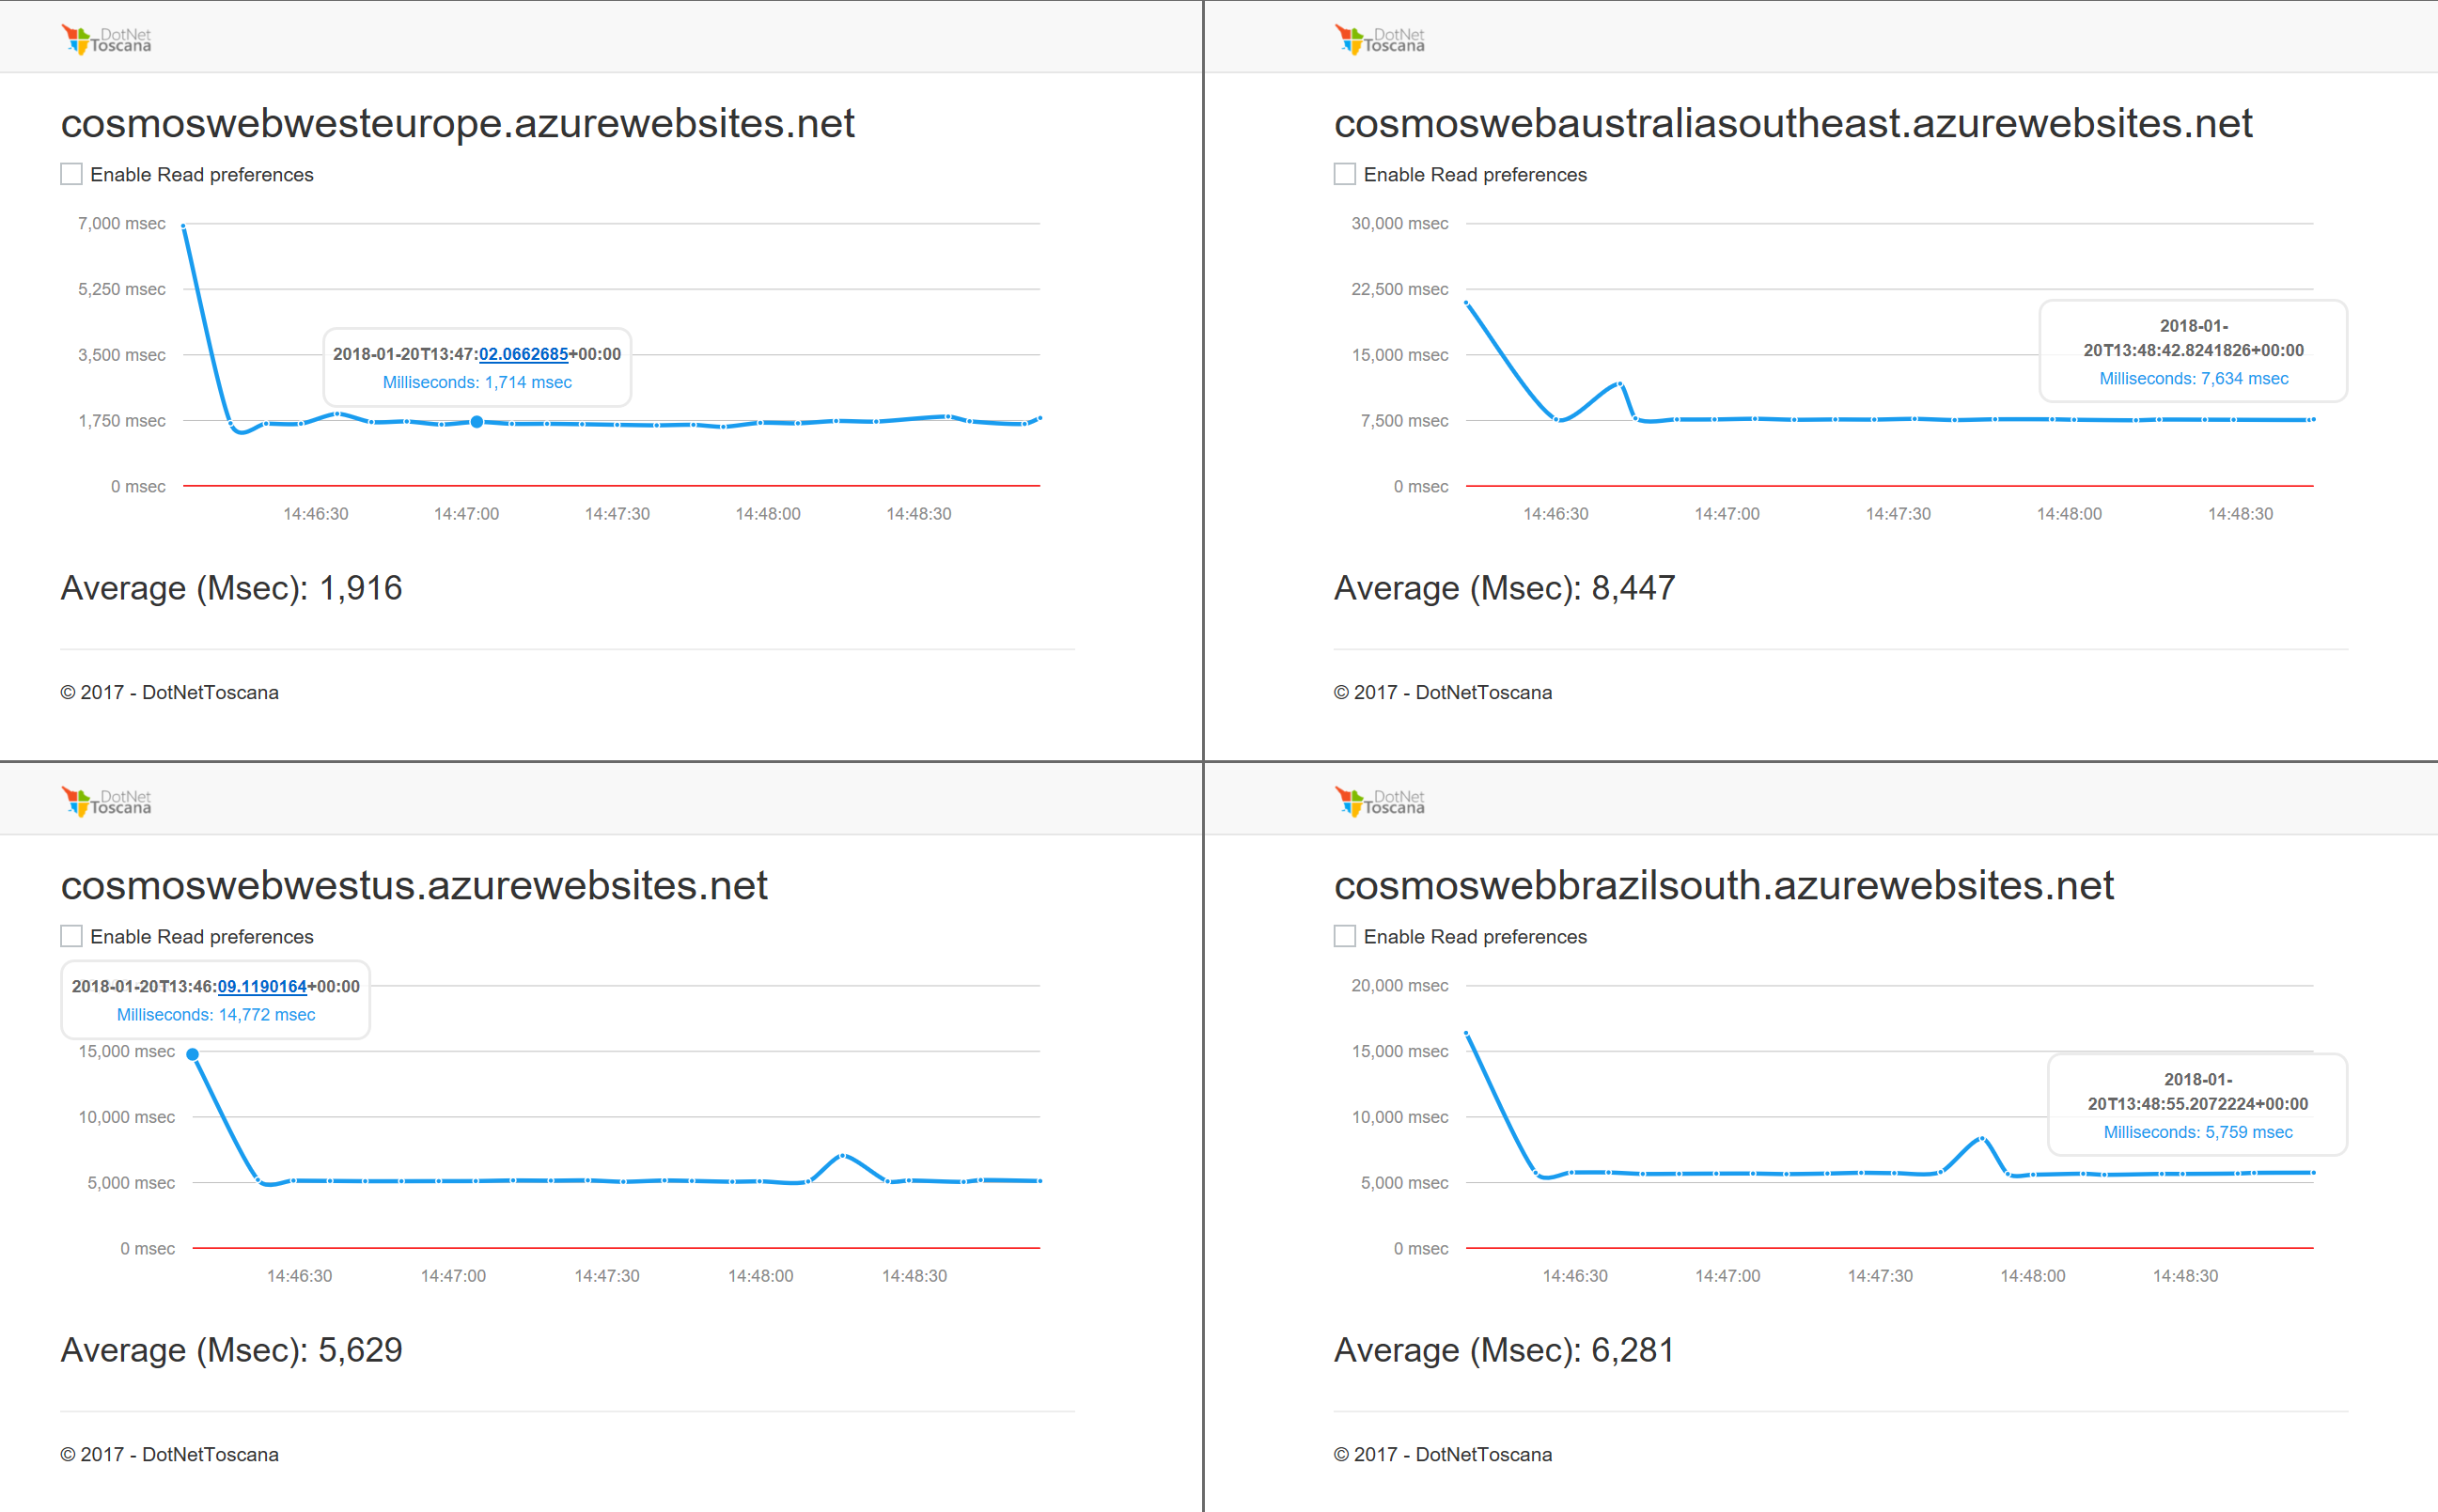 DotNet
Toscana
cosmoswebwesteurope.azurewebsites.net
Enable Read preferences
7,000 msec
5,250 msec
3,500 msec
1,750 msec
0 msec
2018-01-20T13:47:02.0662685+00:00
Milliseconds: 1,714 msec
14:46:30
14:47:00
14:47:30
14:48:00
14:48:30
Average (Msec): 1,916
© 2017 - DotNetToscana
DotNet
Toscana
cosmoswebaustraliasoutheast.azurewebsites.net
Enable Read preferences
30,000 msec
22,500 msec
15,000 msec
7,500 msec
0 msec
2018-01-
20T13:48:42.8241826+00:00
Milliseconds: 7,634 msec
14:46:30
14:47:00
14:47:30
14:48:00
14:48:30
Average (Msec): 8,447
© 2017 - DotNetToscana
DotNet
Toscana
cosmoswebwestus.azurewebsites.net
Enable Read preferences
2018-01-20T13:46:09.1190164+00:00
Milliseconds: 14,772 msec
15,000 msec
10,000 msec
5,000 msec
0 msec
14:46:30
14:47:00
14:47:30
14:48:00
14:48:30
Average (Msec): 5,629
© 2017 - DotNetToscana
DotNet
Toscana
cosmoswebbrazilsouth.azurewebsites.net
Enable Read preferences
20,000 msec
15,000 msec
10,000 msec
5,000 msec
0 msec
2018-01-
20T13:48:55.2072224+00:00
Milliseconds: 5,759 msec
14:46:30
14:47:00
14:47:30
14:48:00
14:48:30
Average (Msec): 6,281
© 2017 - DotNetToscana